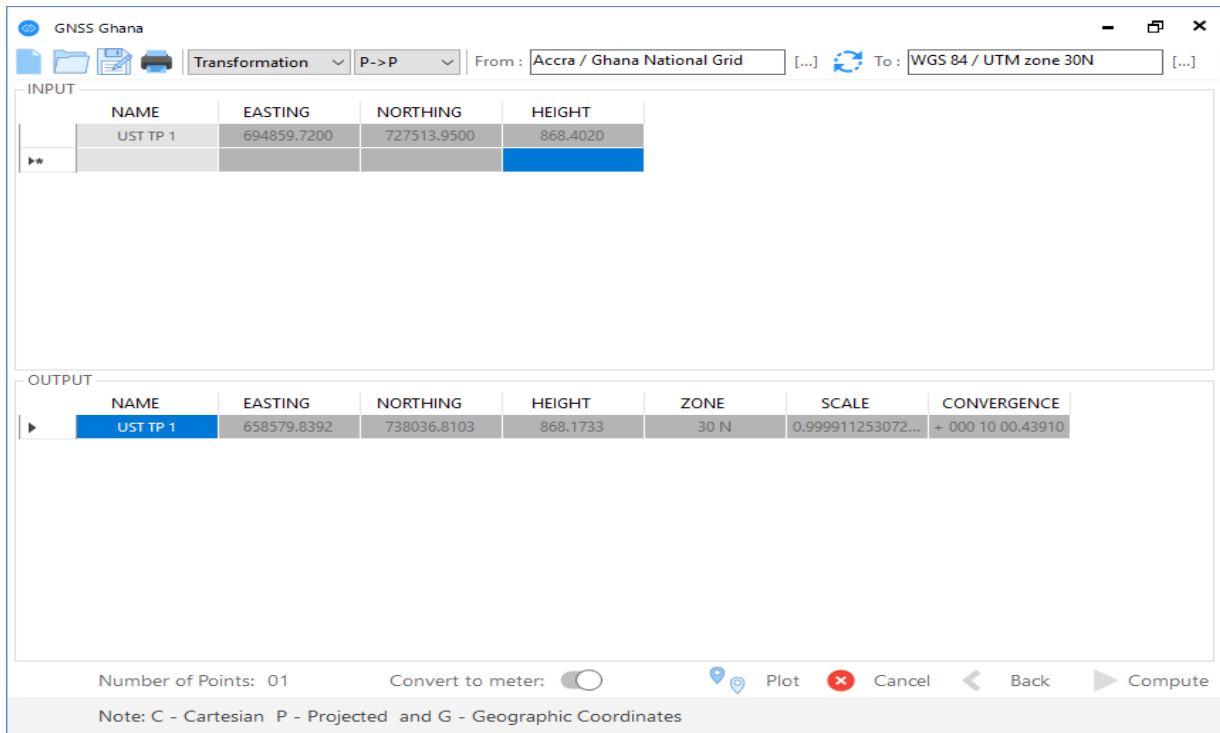 GNSS Ghana
Transformation P->P From : Accra / Ghana National Grid [...] To : WGS 84 / UTM zone 30N [...]
INPUT
NAME EASTING NORTHING HEIGHT
UST TP 1 694859.7200 727513.9500 868.4020
OUTPUT
NAME EASTING NORTHING HEIGHT ZONE SCALE CONVERGENCE
UST TP 1 658579.8392 738036.8103 868.1733 30 N 0.999911253072... + 000 10 00.43910
Number of Points: 01 Convert to meter: Plot Cancel Back Compute
Note: C - Cartesian P - Projected and G - Geographic Coordinates